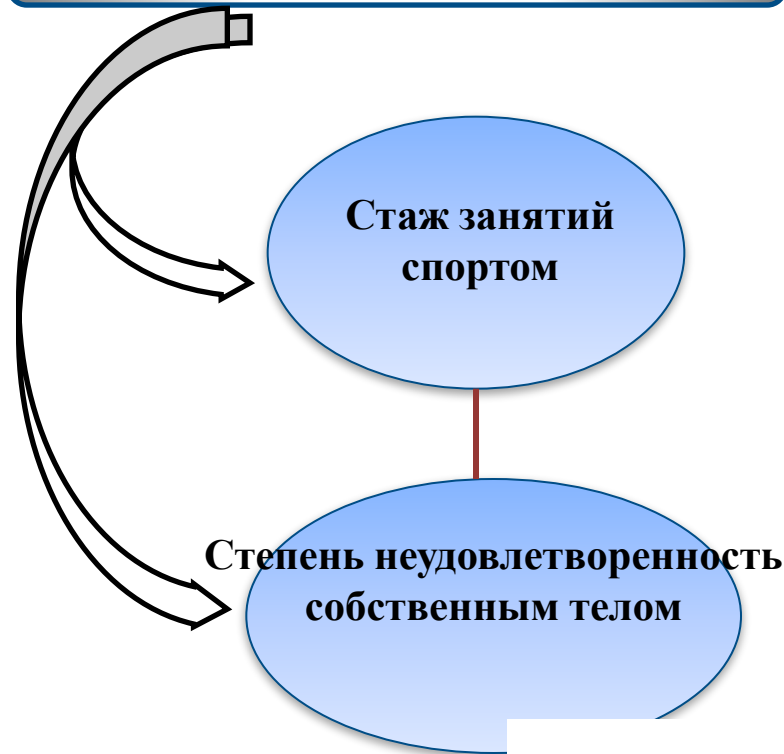 Стаж занятий
спортом
Степень неудовлетворенность
собственным телом